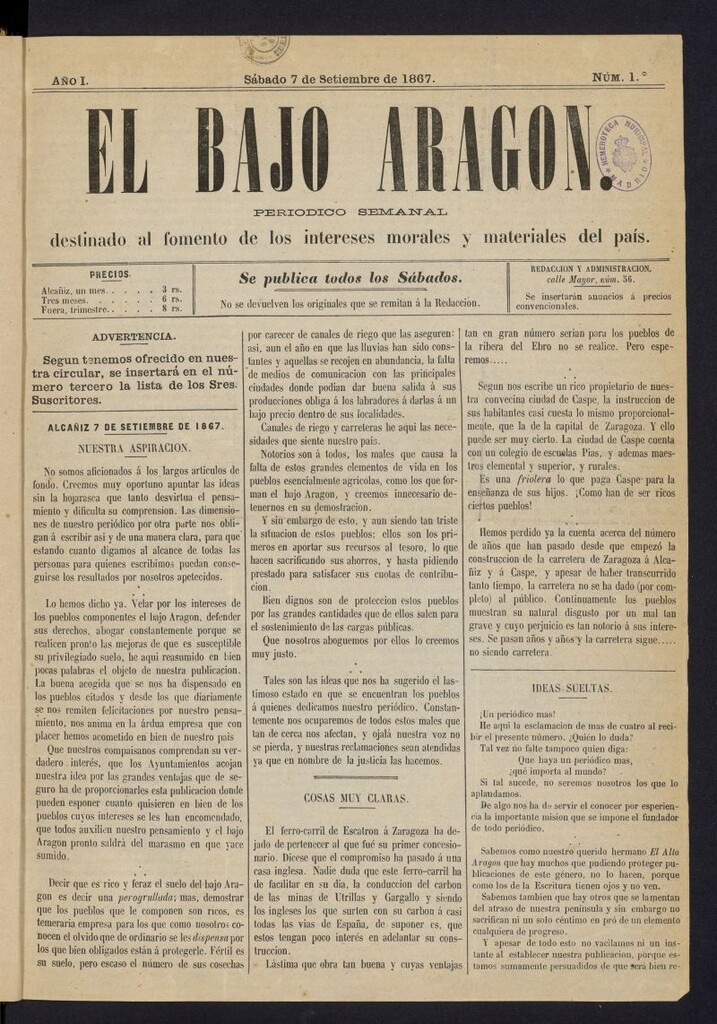 AÑO I.
Sábado 7 de Setiembre de 1867.
NÚM. 1.°
EL BAJO ARAGON.
HEMEROTECA MUNICIPAL
MADRID
PERIODICO SEMANAL
destinado al fomento de los intereses morales y materiales del país.
PRECIOS.
Alcañiz, un mes. . . . . 3 rs.
Tres meses. . . . . . . 6 rs.
Fuera, trimestre. . . . . 8 rs.
Se publica todos los Sábados.
No se devuelven los originales que se remitan á la Redaccion.
REDACCION Y ADMINISTRACION,
calle Mayor, núm. 56.
Se insertarán anuncios á precios
convencionales.
ADVERTENCIA.
Segun tenemos ofrecido en nues-
tra circular, se insertará en el nú-
mero tercero la lista de los Sres.
Suscritores.
ALCAÑIZ 7 DE SETIEMBRE DE 1867.
NUESTRA ASPIRACION.
No somos aficionados á los largos articulos de
fondo. Creemos muy oportuno apuntar las ideas
sin la hojarasca que tanto desvirtua el pensa-
miento y dificulta su comprension. Las dimensio-
nes de nuestro periódico por otra parte nos obli-
gan á escribir asi y de una manera clara, para que
estando cuanto digamos al alcance de todas las
personas para quienes escribimos puedan conse-
guirse los resultados por nosotros apetecidos.
Lo hemos dicho ya. Velar por los intereses de
los pueblos componentes el bajo Aragon, defender
sus derechos, abogar constantemente porque se
realicen pronto las mejoras de que es susceptible
su privilegiado suelo, he aqui reasumido en bien
pocas palabras el objeto de nuestra publicacion.
La buena acogida que se nos ha dispensado en
los pueblos citados y desde los que diariamente
se nos remiten felicitaciones por nuestro pensa-
miento, nos anima en la árdua empresa que con
placer hemos acometido en bien de nuestro pais
Que nuestros compaisanos comprendan su ver-
dadero interés, que los Ayuntamientos acojan
nuestra idea por las grandes ventajas que de se-
guro ha de proporcionarles esta publicacion donde
pueden esponer cuanto quisieren en bien de los
pueblos cuyos intereses se les han encomendado,
que todos auxilien nuestro pensamiento y el bajo
Aragon pronto saldrá del marasmo en que yace
sumido.
Decir que es rico y feraz el suelo del bajo Ara-
gon es decir una perogrullada; mas, demostrar
que los pueblos que le componen son ricos, es
temeraria empresa para los que como nosotros co-
nocen el olvido que de ordinario se les dispensa por
los que bien obligados están á protegerle. Fértil es
su suelo, pero escaso el número de sus cosechas
por carecer de canales de riego que las aseguren:
asi, aun el año en que las lluvias han sido cons-
tantes y aquellas se recojen en abundancia, la falta
de medios de comunicacion con las principales
ciudades donde podian dar buena salida á sus
producciones obliga á los labradores á darlas á un
bajo precio dentro de sus localidades.
Canales de riego y carreteras he aqui las ne-
cesidades que siente nuestro pais.
Notorios son á todos, los males que causa la
falta de estos grandes elementos de vida en los
pueblos esencialmente agricolas, como los que for-
man el bajo Aragon, y creemos innecesario de-
tenernos en su demostracion.
Y sin embargo de esto, y aun siendo tan triste
la situacion de estos pueblos; ellos son los pri-
meros en aportar sus recursos al tesoro, lo que
hacen sacrificando sus ahorros, y hasta pidiendo
prestado para satisfacer sus cuotas de contribu-
cion.
Bien dignos son de proteccion estos pueblos
por las grandes cantidades que de ellos salen para
el sostenimiento de las cargas públicas.
Que nosotros aboguemos por ellos lo creemos
muy justo.
Tales son las ideas que nos ha sugerido el las-
timoso estado en que se encuentran los pueblos
á quienes dedicamos nuestro periódico. Constan-
temente nos ocuparemos de todos estos males que
tan de cerca nos afectan, y ojalá nuestra voz no
se pierda, y nuestras reclamaciones sean atendidas
ya que en nombre de la justicia las hacemos.
COSAS MUY CLARAS.
El ferro-carril de Escatron á Zaragoza ha de-
jado de pertenecer al que fué su primer concesio-
nario. Dicese que el compromiso ha pasado á una
casa inglesa. Nadie duda que este ferro-carril ha
de facilitar en su dia, la conduccion del carbon
de las minas de Utrillas y Gargallo y siendo
los ingleses los que surten con su carbon á casi
todas las vias de España, de suponer es, que
estos tengan poco interés en adelantar su cons-
truccion.
Lástima que obra tan buena y cuyas ventajas
tan en gran número serian para los pueblos de
la ribera del Ebro no se realice. Pero espe-
remos.....
Segun nos escribe un rico propietario de nues-
tra convecina ciudad de Caspe, la instruccion de
sus habitantes casi cuesta lo mismo proporcional-
mente, que la de la capital de Zaragoza. Y ello
puede ser muy cierto. La ciudad de Caspe cuenta
con un colegio de escuelas Pias, y ademas maes-
tros elemental y superior, y rurales.
Es una friolera lo que paga Caspe para la
enseñanza de sus hijos. ¡Como han de ser ricos
ciertos pueblos!
Hemos perdido ya la cuenta acerca del número
de años que han pasado desde que empezó la
construccion de la carretera de Zaragoza á Alca-
ñiz y á Caspe, y apesar de haber transcurrido
tanto tiempo, la carretera no se ha dado (por com-
pleto) al público. Continuamente los pueblos
muestran su natural disgusto por un mal tan
grave y cuyo perjuicio es tan notorio á sus intere-
ses. Se pasan años y años y la carretera sigue.....
no siendo carretera.
IDEAS SUELTAS.
¡Un periódico mas!
He aqui la esclamacion de mas de cuatro al reci-
bir el presente número. ¿Quién lo duda?
Tal vez no falte tampoco quien diga:
Que haya un periódico mas,
¿qué importa al mundo?
Si tal sucede, no seremos nosotros los que lo
aplaudamos.
De algo nos ha de servir el conocer por esperien-
cia la importante mision que se impone el fundador
de todo periódico.
Sabemos como nuestro querido hermano El Alto
Aragon que hay muchos que pudiendo proteger pu-
blicaciones de este género, no lo hacen, porque
como los de la Escritura tienen ojos y no ven.
Sabemos tambien que hay otros que se lamentan
del atraso de nuestra península y sin embargo no
sacrifican ni un solo céntimo en pró de un elemento
cualquiera de progreso.
Y apesar de todo esto no vacilamos ni un ins-
tante al establecer nuestra publicacion, porque es-
tamos sumamente persuadidos de que será bien re-